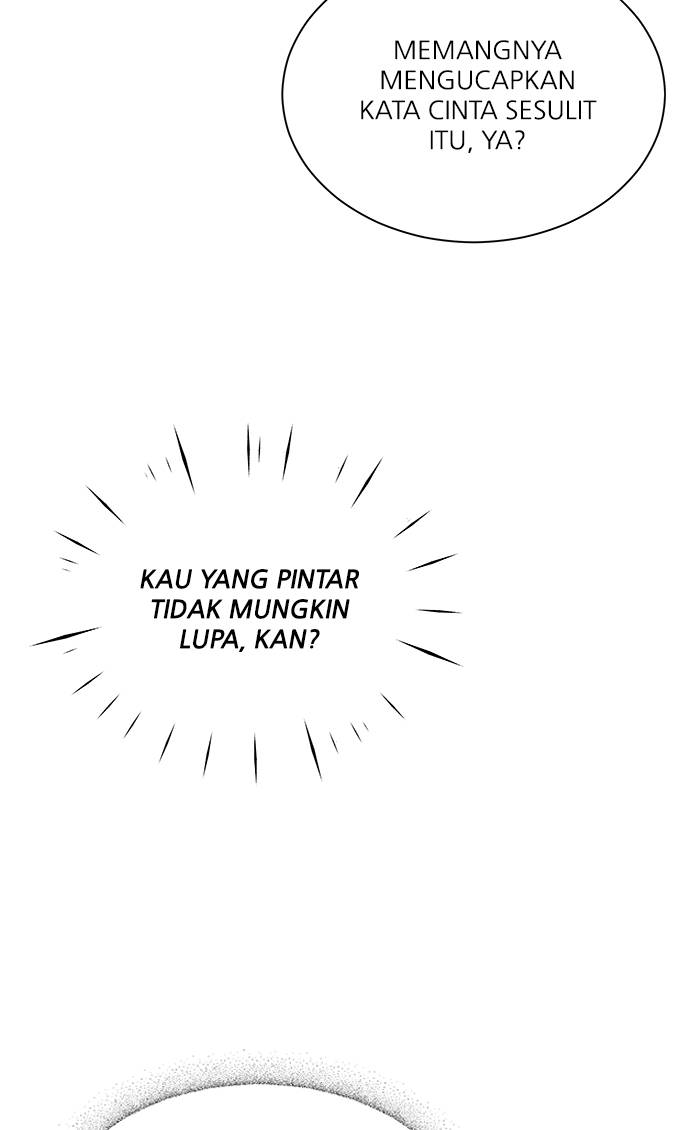 MEMANGNYA
MENGUCAPKAN
KATA CINTA SESULIT
ITU, YA?
KAU YANG PINTAR
TIDAK MUNGKIN
LUPA, KAN?